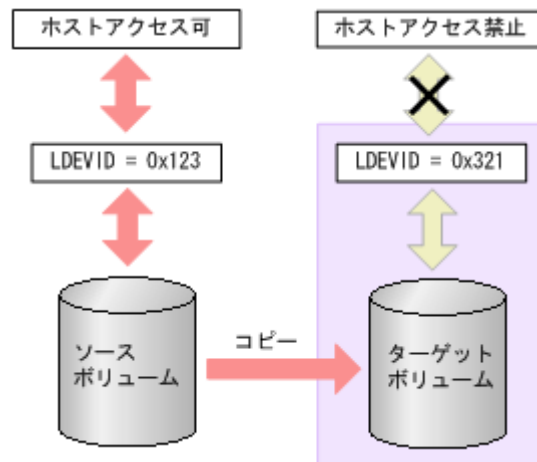 ホストアクセス可
ホストアクセス禁止
LDEVID = 0x123
LDEVID = 0x321
ソース
ボリューム
コピー
ターゲット
ボリューム